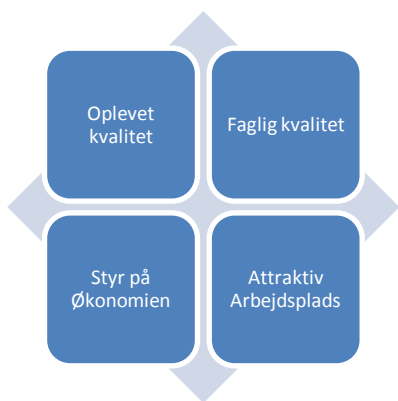 Oplevet
kvalitet
Faglig kvalitet
Styr på
Økonomien
Attraktiv
Arbejdsplads